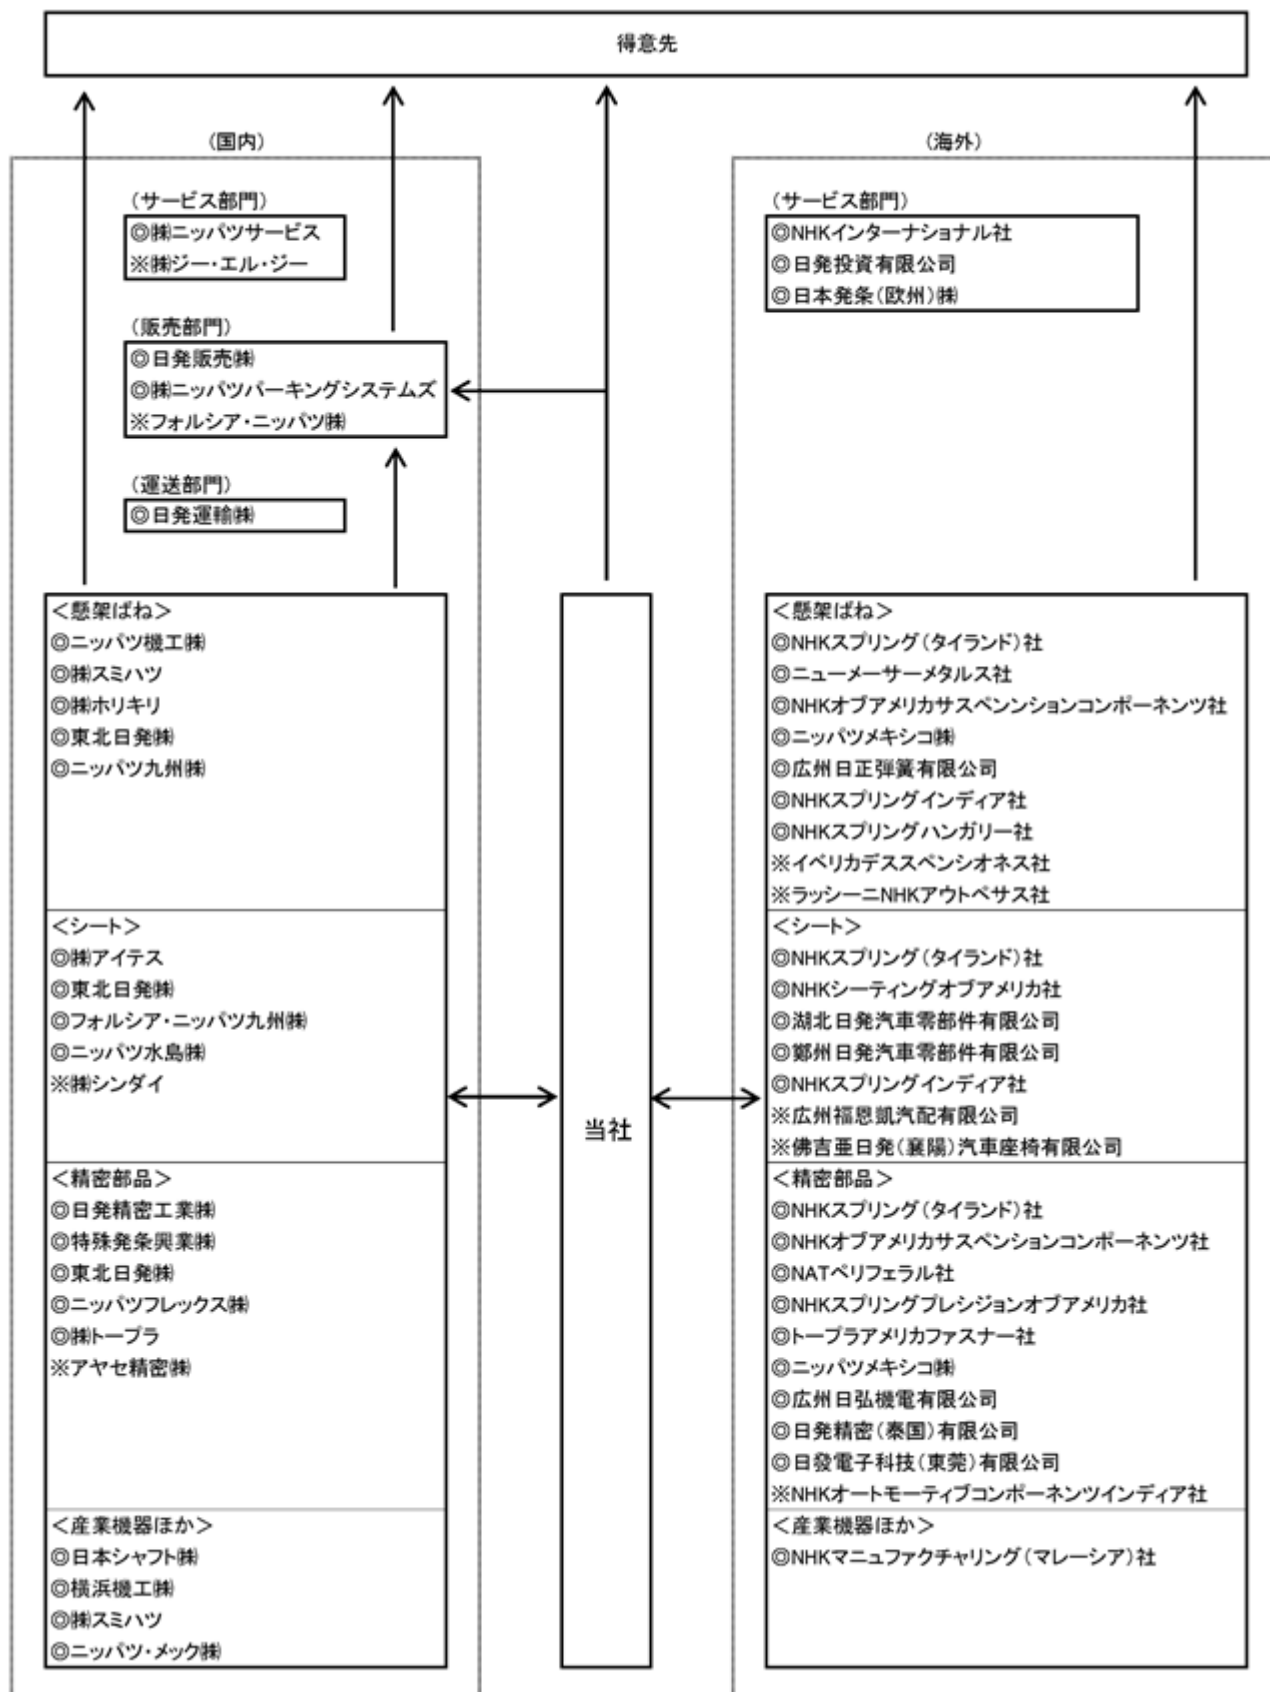 得意先
(国内)
(サービス部門)
◎㈱ニッパツサービス
※㈱ジー・エル・ジー
(販売部門)
◎日発販売㈱
◎㈱ニッパツパーキングシステムズ
※フォルシア・ニッパツ㈱
(運送部門)
◎日発運輸㈱
<懸架ばね>
◎ニッパツ機工㈱
◎㈱スミハツ
◎㈱ホリキリ
◎東北日発㈱
◎ニッパツ九州㈱
<シート>
◎㈱アイテス
◎東北日発㈱
◎フォルシア・ニッパツ九州㈱
◎ニッパツ水島㈱
※㈱シンダイ
<精密部品>
◎日発精密工業㈱
◎特殊発条興業㈱
◎東北日発㈱
◎ニッパツフレックス㈱
◎㈱トープラ
※アヤセ精密㈱
<産業機器ほか>
◎日本シャフト㈱
◎横浜機工㈱
◎㈱スミハツ
◎ニッパツ・メック㈱
当社
(海外)
(サービス部門)
◎NHKインターナショナル社
◎日発投資有限公司
◎日本発条(欧州)㈱
<懸架ばね>
◎NHKスプリング(タイランド)社
◎ニューメーサーメタルス社
◎NHKオブアメリカサスペンンションコンポーネンツ社
◎ニッパツメキシコ㈱
◎広州日正弾簧有限公司
◎NHKスプリングインディア社
◎NHKスプリングハンガリー社
※イベリカデススペンシオネス社
※ラッシーニNHKアウトペサス社
<シート>
◎NHKスプリング(タイランド)社
◎NHKシーティングオブアメリカ社
◎湖北日発汽車零部件有限公司
◎鄭州日発汽車零部件有限公司
◎NHKスプリングインディア社
※広州福恩凱汽配有限公司
※佛吉亜日発(襄陽)汽車座椅有限公司
<精密部品>
◎NHKスプリング(タイランド)社
◎NHKオブアメリカサスペンションコンポーネンツ社
◎NATペリフェラル社
◎NHKスプリングプレシジョンオブアメリカ社
◎トープラアメリカファスナー社
◎ニッパツメキシコ㈱
◎広州日弘機電有限公司
◎日発精密(泰国)有限公司
◎日發電子科技(東莞)有限公司
※NHKオートモーティブコンポーネンツインディア社
<産業機器ほか>
◎NHKマニュファクチャリング(マレーシア)社